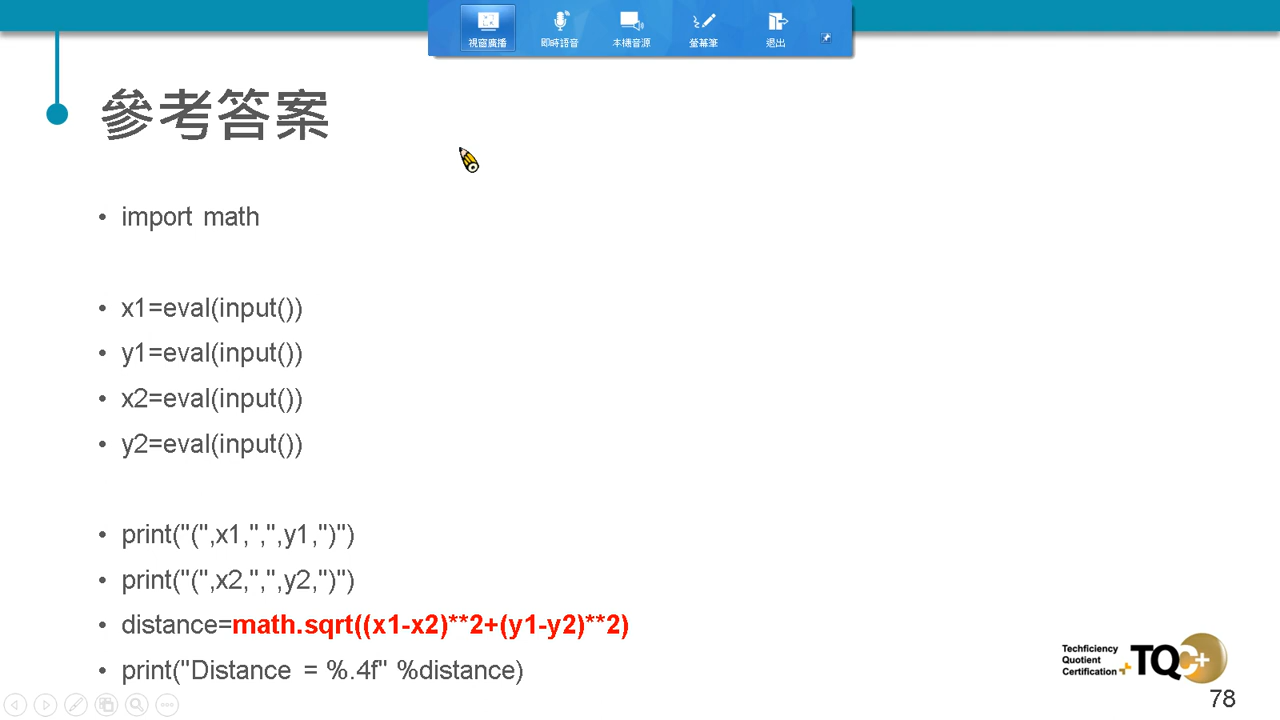 視窗廣播 即時語音 本機音源 螢幕筆 退出
參考答案
• import math
• x1=eval(input())
• y1=eval(input())
• x2=eval(input())
• y2=eval(input())
• print("(",x1,",",y1,")")
• print("(",x2,",",y2,")")
• distance=math.sqrt((x1-x2)**2+(y1-y2)**2)
• print("Distance = %.4f" %distance)
Techficiency
Quotient
Certification
TQC+
78